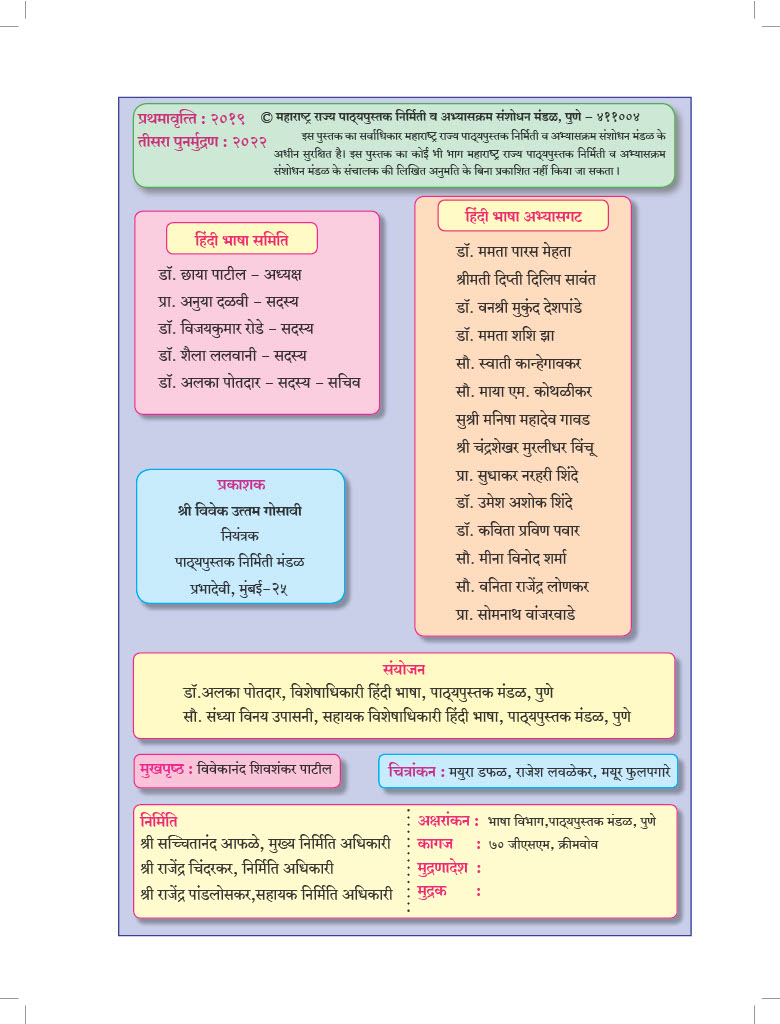 प्रथमावृत्ति : २०१९
तीसरा पुनर्मुद्रण : २०२२
© महाराष्ट्र राज्य पाठ्यपुस्तक निर्मिती व अभ्यासक्रम संशोधन मंडळ, पुणे – ४११००४
इस पुस्तक का सर्वाधिकार महाराष्ट्र राज्य पाठ्यपुस्तक निर्मिती व अभ्यासक्रम संशोधन मंडळ के
अधीन सुरक्षित है। इस पुस्तक का कोई भी भाग महाराष्ट्र राज्य पाठ्यपुस्तक निर्मिती व अभ्यासक्रम
संशोधन मंडळ के संचालक की लिखित अनुमति के बिना प्रकाशित नहीं किया जा सकता ।
हिंदी भाषा समिति
डॉ. छाया पाटील – अध्यक्ष
प्रा. अनुया दळवी – सदस्य
डॉ. विजयकुमार रोडे – सदस्य
डॉ. शैला ललवानी – सदस्य
डॉ. अलका पोतदार – सदस्य – सचिव
प्रकाशक
श्री विवेक उत्तम गोसावी
नियंत्रक
पाठ्यपुस्तक निर्मिती मंडळ
प्रभादेवी, मुंबई–२५
हिंदी भाषा अभ्यासगट
डॉ. ममता पारस मेहता
श्रीमती दिप्ती दिलिप सावंत
डॉ. वनश्री मुकुंद देशपांडे
डॉ. ममता शशि झा
सौ. स्वाती कान्हेगावकर
सौ. माया एम. कोथळीकर
सुश्री मनिषा महादेव गावड
श्री चंद्रशेखर मुरलीधर विंचू
प्रा. सुधाकर नरहरी शिंदे
डॉ. उमेश अशोक शिंदे
डॉ. कविता प्रविण पवार
सौ. मीना विनोद शर्मा
सौ. वनिता राजेंद्र लोणकर
प्रा. सोमनाथ वांजरवाडे
संयोजन
डॉ.अलका पोतदार, विशेषाधिकारी हिंदी भाषा, पाठ्यपुस्तक मंडळ, पुणे
सौ. संध्या विनय उपासनी, सहायक विशेषाधिकारी हिंदी भाषा, पाठ्यपुस्तक मंडळ, पुणे
मुखपृष्ठ : विवेकानंद शिवशंकर पाटील
चित्रांकन : मयुरा डफळ, राजेश लवळेकर, मयूर फुलपगारे
निर्मिति
श्री सच्चितानंद आफळे, मुख्य निर्मिति अधिकारी
श्री राजेंद्र चिंदरकर, निर्मिति अधिकारी
श्री राजेंद्र पांडलोसकर,सहायक निर्मिति अधिकारी
अक्षरांकन : भाषा विभाग,पाठ्यपुस्तक मंडळ, पुणे
कागज : ७० जीएसएम, क्रीमवोव
मुद्रणादेश :
मुद्रक :